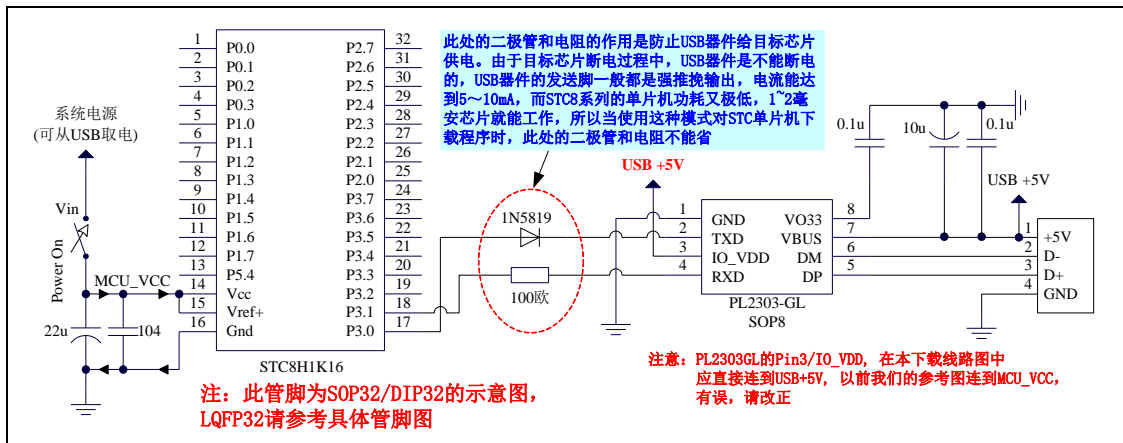 此处的二极管和电阻的作用是防止USB器件给目标芯片
供电。由于目标芯片断电过程中，USB器件是不能断电
的，USB器件的发送脚一般都是强推挽输出，电流能达
到5～10mA，而STC8系列的单片机功耗又极低，1~2毫
安芯片就能工作，所以当使用这种模式对STC单片机下
载程序时，此处的二极管和电阻不能省
系统电源
(可从USB取电)
Vin
Power On
MCU_VCC
22u
104
1 P0.0 P2.7 32
2 P0.1 P2.6 31
3 P0.2 P2.5 30
4 P0.3 P2.4 29
5 P1.0 P2.3 28
6 P1.1 P2.2 27
7 P1.2 P2.1 26
8 P1.3 P2.0 25
9 P1.4 P3.7 24
10 P1.5 P3.6 23
11 P1.6 P3.5 22
12 P1.7 P3.4 21
13 P5.4 P3.3 20
14 Vcc P3.2 19
15 Vref+ P3.1 18
16 Gnd P3.0 17
STC8H1K16
注：此管脚为SOP32/DIP32的示意图，
LQFP32请参考具体管脚图
1N5819
100欧
USB +5V
1 GND VO33 8
2 TXD VBUS 7
3 IO_VDD DM 6
4 RXD DP 5
PL2303-GL
SOP8
0.1u
10u
0.1u
USB +5V
1 +5V
2 D-
3 D+
4 GND
注意：PL2303GL的Pin3/IO_VDD, 在本下载线路图中
应直接连到USB+5V, 以前我们的参考图连到MCU_VCC,
有误，请改正